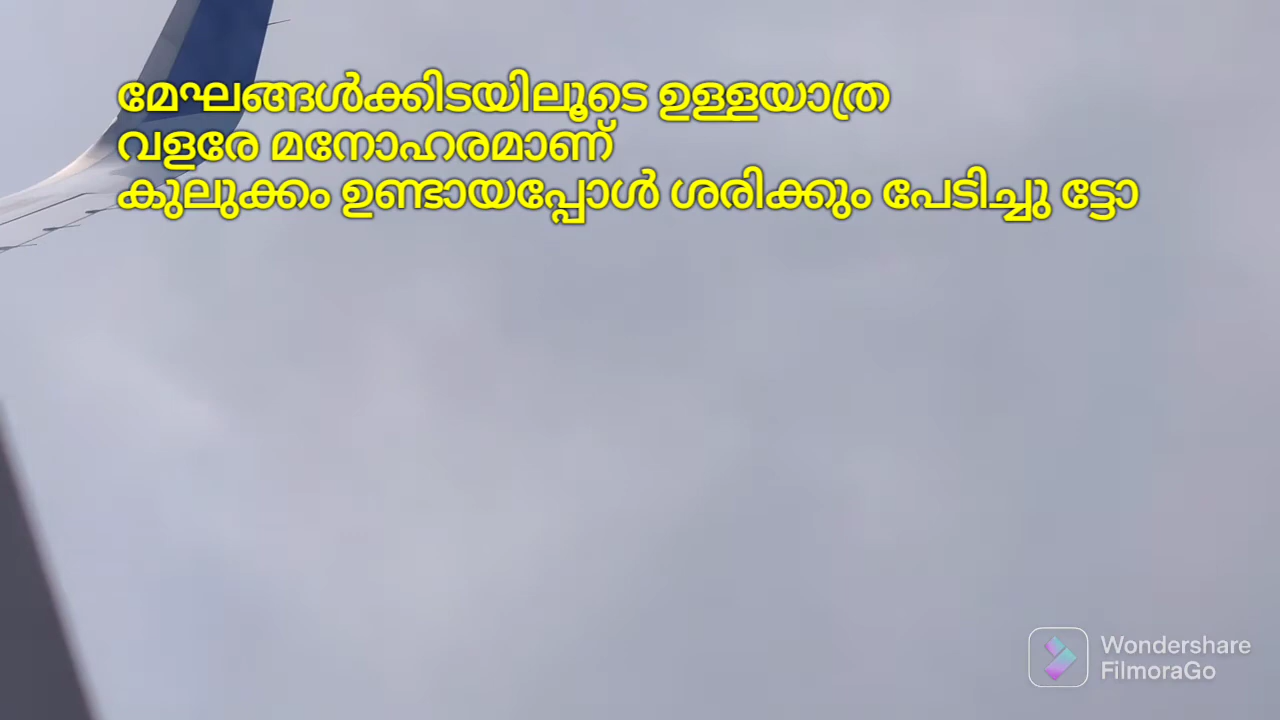 മേഘങ്ങൾക്കിടയിലൂടെ ഉള്ളയാത്ര
വളരേ മനോഹരമാണ്
കുലുക്കം ഉണ്ടായപ്പോൾ ശരിക്കും പേടിച്ചു ട്ടോ
Wondershare
FilmoraGo